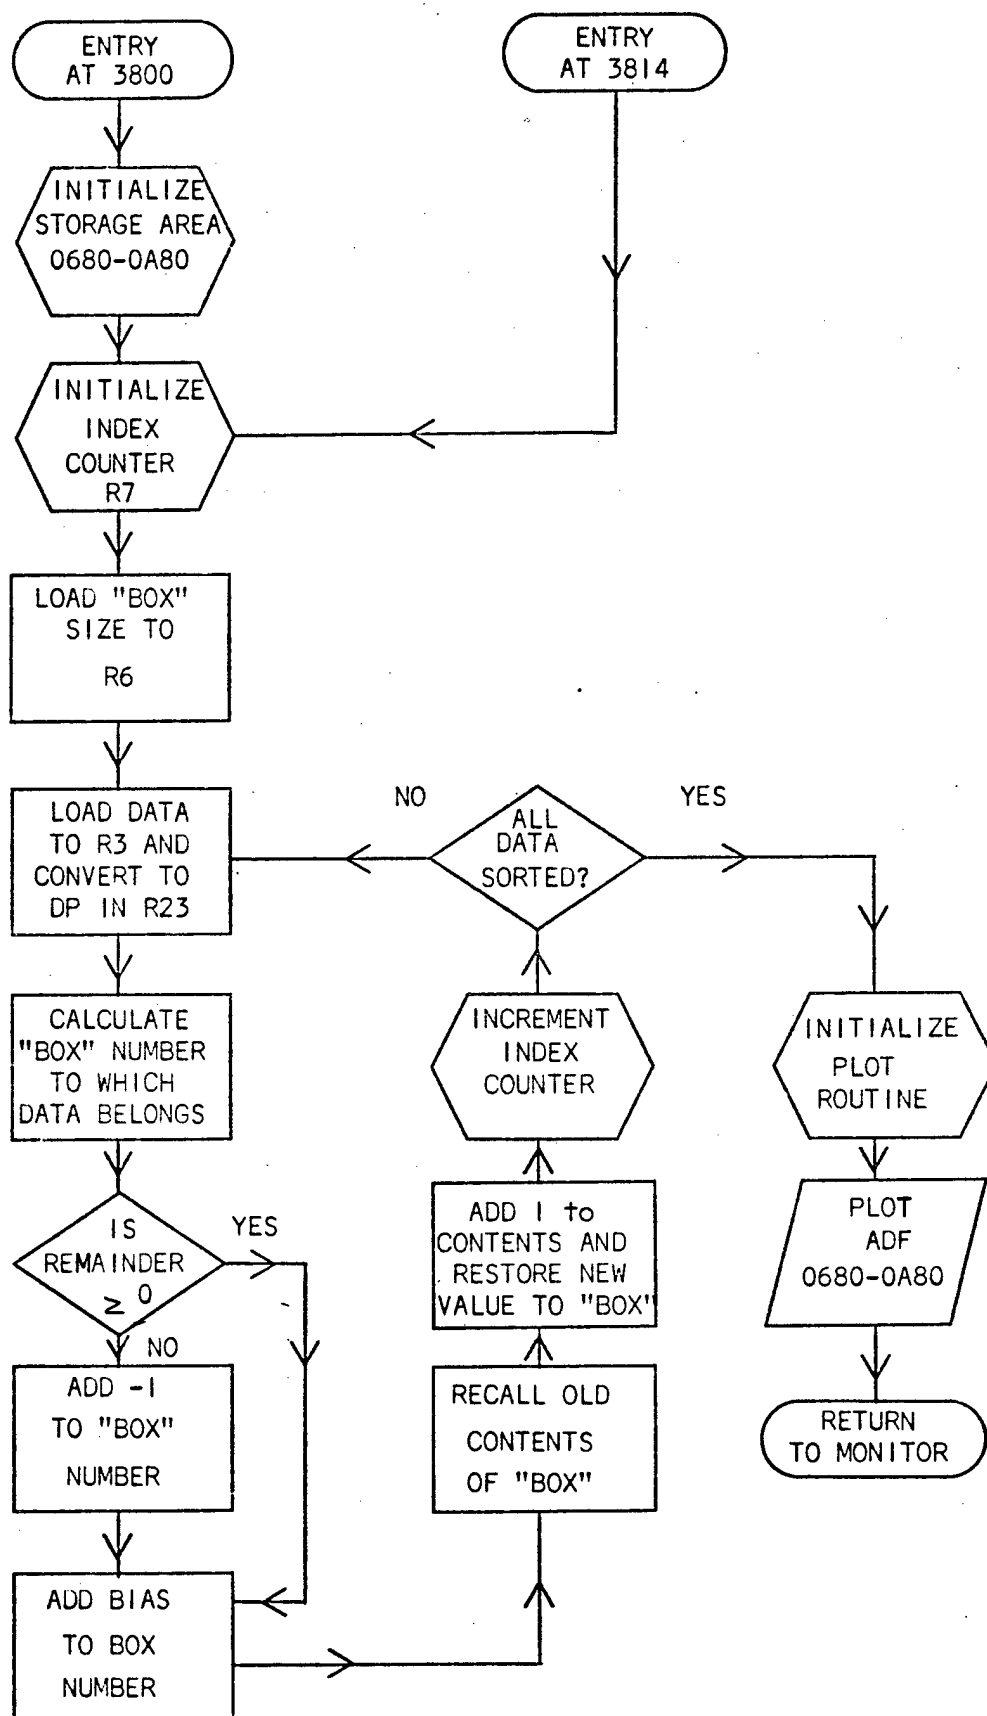 ENTRY
AT 3800
ENTRY
AT 3814
INITIALIZE
STORAGE AREA
0680-0A80
INITIALIZE
INDEX
COUNTER
R7
LOAD "BOX"
SIZE TO
R6
LOAD DATA
TO R3 AND
CONVERT TO
DP IN R23
NO
ALL
DATA
SORTED?
YES
CALCULATE
"BOX" NUMBER
TO WHICH
DATA BELONGS
INCREMENT
INDEX
COUNTER
INITIALIZE
PLOT
ROUTINE
IS
REMAINDER
≥ 0
YES
NO
ADD 1 to
CONTENTS AND
RESTORE NEW
VALUE TO "BOX"
PLOT
ADF
0680-0A80
ADD -1
TO "BOX"
NUMBER
RECALL OLD
CONTENTS
OF "BOX"
RETURN
TO MONITOR
ADD BIAS
TO BOX
NUMBER